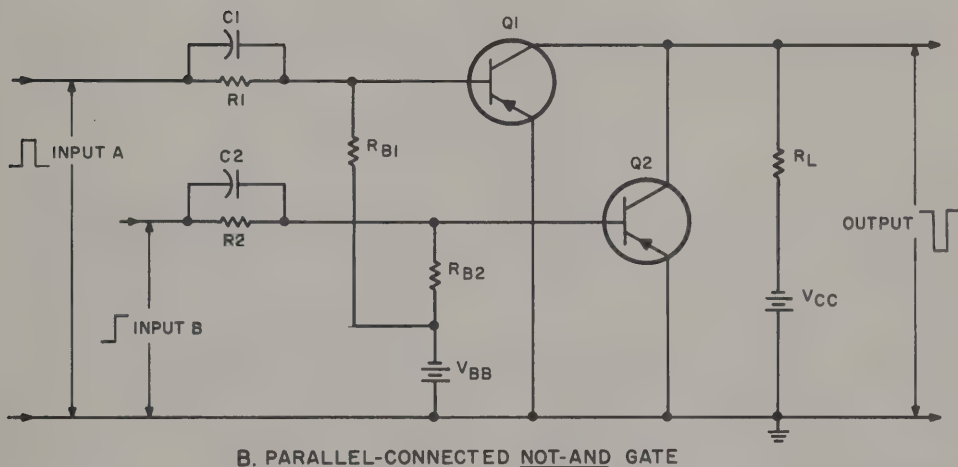 C1
Q1
R1
INPUT A
RB1
C2
Q2
RL
R2
OUTPUT
RB2
INPUT B
VCC
VBB
B. PARALLEL-CONNECTED NOT-AND GATE